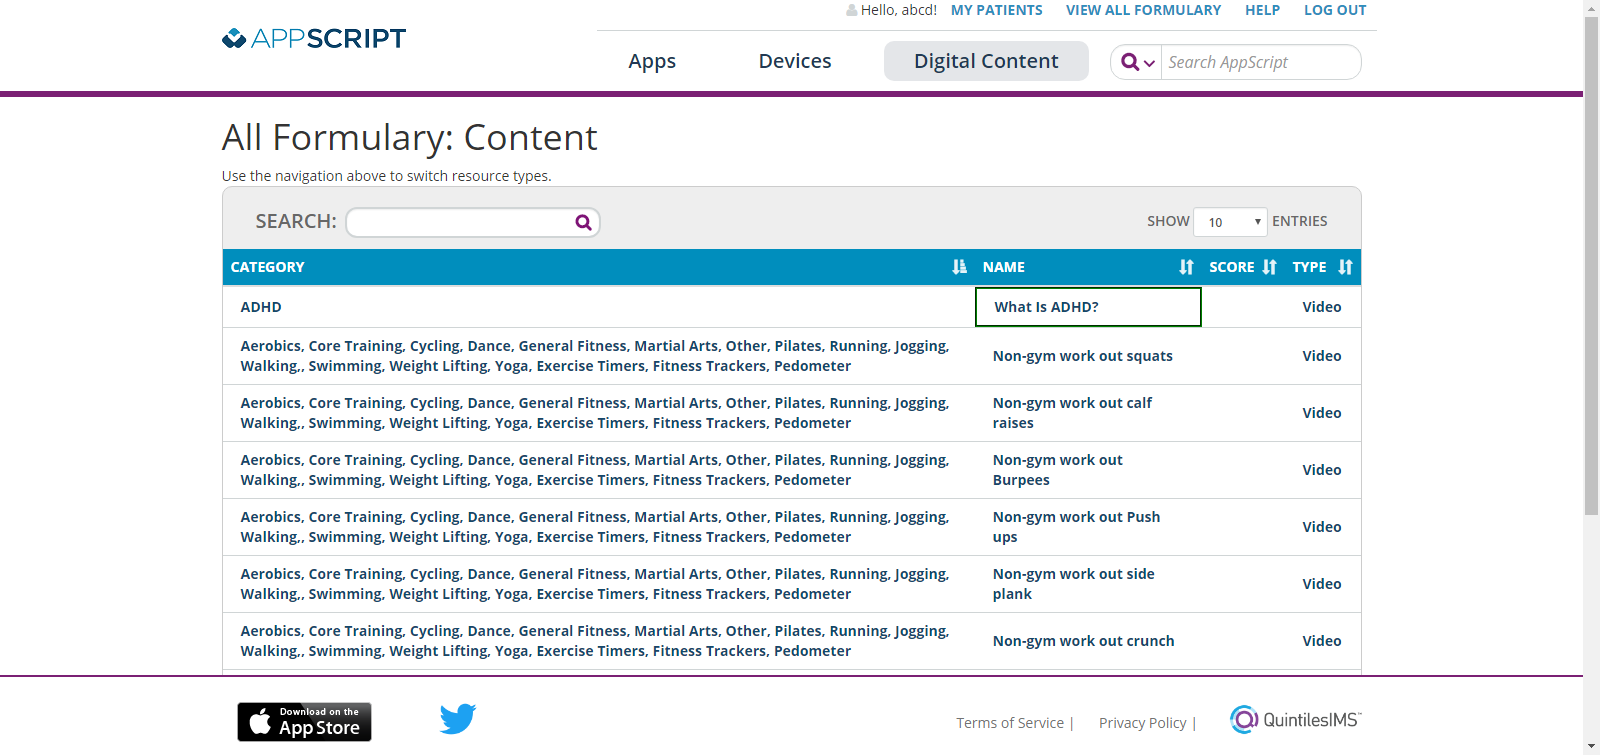 Hello, abcd! MY PATIENTS VIEW ALL FORMULARY HELP LOG OUT
APPSCRIPT
Apps Devices Digital Content Search AppScript
All Formulary: Content
Use the navigation above to switch resource types.
SEARCH: SHOW 10 ENTRIES
CATEGORY NAME SCORE TYPE
ADHD What Is ADHD? Video
Aerobics, Core Training, Cycling, Dance, General Fitness, Martial Arts, Other, Pilates, Running, Jogging,
Walking,, Swimming, Weight Lifting, Yoga, Exercise Timers, Fitness Trackers, Pedometer
Non-gym work out squats
Video
Aerobics, Core Training, Cycling, Dance, General Fitness, Martial Arts, Other, Pilates, Running, Jogging,
Walking,, Swimming, Weight Lifting, Yoga, Exercise Timers, Fitness Trackers, Pedometer
Non-gym work out calf
raises
Video
Aerobics, Core Training, Cycling, Dance, General Fitness, Martial Arts, Other, Pilates, Running, Jogging,
Walking,, Swimming, Weight Lifting, Yoga, Exercise Timers, Fitness Trackers, Pedometer
Non-gym work out
Burpees
Video
Aerobics, Core Training, Cycling, Dance, General Fitness, Martial Arts, Other, Pilates, Running, Jogging,
Walking,, Swimming, Weight Lifting, Yoga, Exercise Timers, Fitness Trackers, Pedometer
Non-gym work out Push
ups
Video
Aerobics, Core Training, Cycling, Dance, General Fitness, Martial Arts, Other, Pilates, Running, Jogging,
Walking,, Swimming, Weight Lifting, Yoga, Exercise Timers, Fitness Trackers, Pedometer
Non-gym work out side
plank
Video
Aerobics, Core Training, Cycling, Dance, General Fitness, Martial Arts, Other, Pilates, Running, Jogging,
Walking,, Swimming, Weight Lifting, Yoga, Exercise Timers, Fitness Trackers, Pedometer
Non-gym work out crunch
Video
Download on the
App Store
Terms of Service | Privacy Policy | QuintilesIMS™